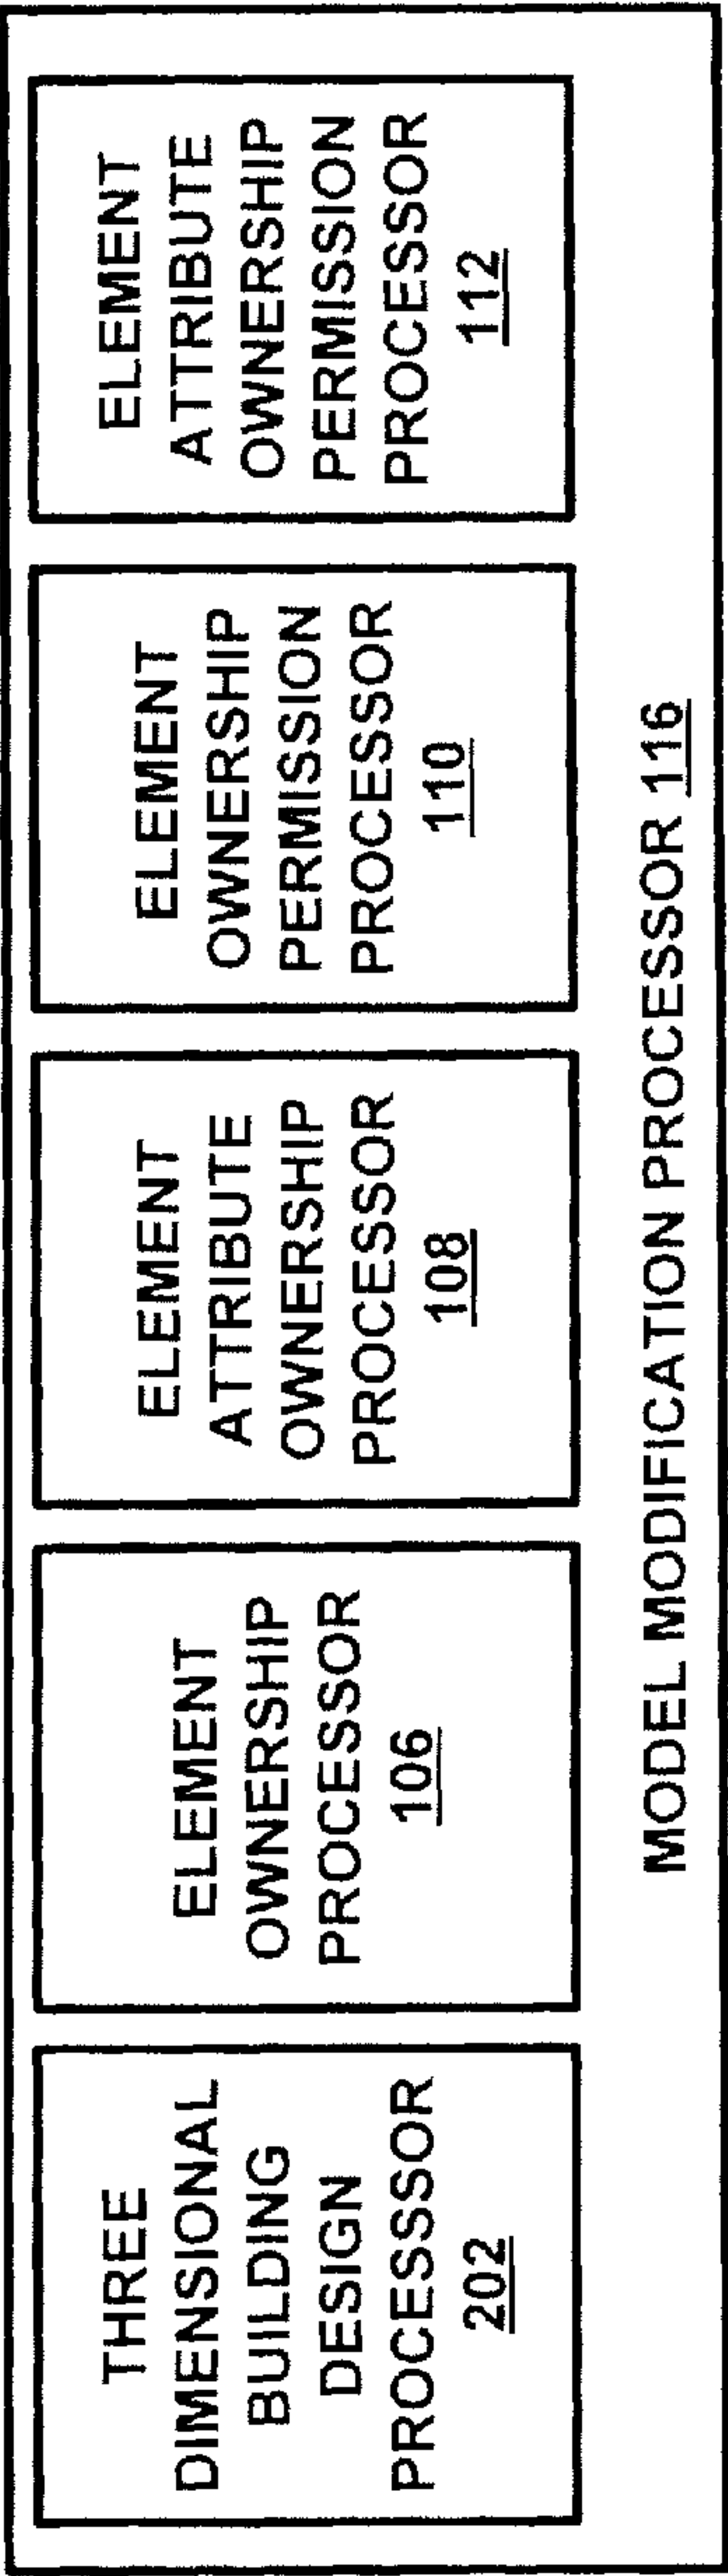 THREE
DIMENSIONAL
BUILDING
DESIGN
PROCESSSOR
202
ELEMENT
OWNERSHIP
PROCESSOR
106
ELEMENT
ATTRIBUTE
OWNERSHIP
PROCESSOR
108
ELEMENT
OWNERSHIP
PERMISSION
PROCESSOR
110
ELEMENT
ATTRIBUTE
OWNERSHIP
PERMISSION
PROCESSOR
112
MODEL MODIFICATION PROCESSOR 116